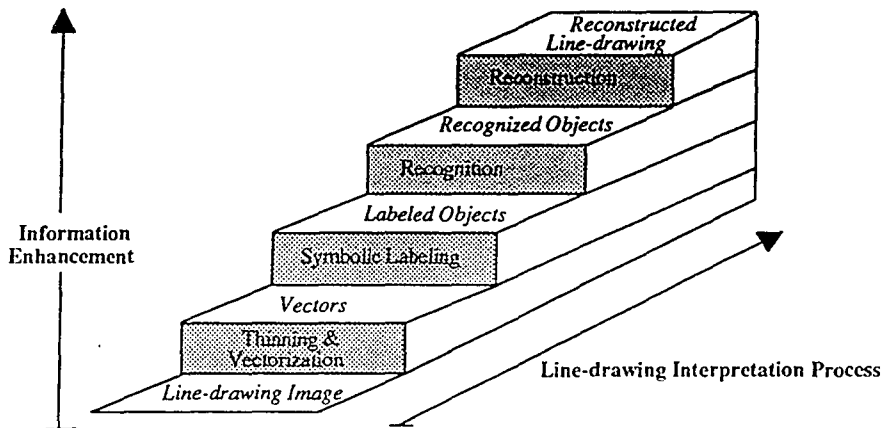 Reconstructed
Line-drawing
Reconstruction
Recognized Objects
Recognition
Labeled Objects
Symbolic Labeling
Vectors
Thinning &
Vectorization
Line-drawing Image
Information
Enhancement
Line-drawing Interpretation Process